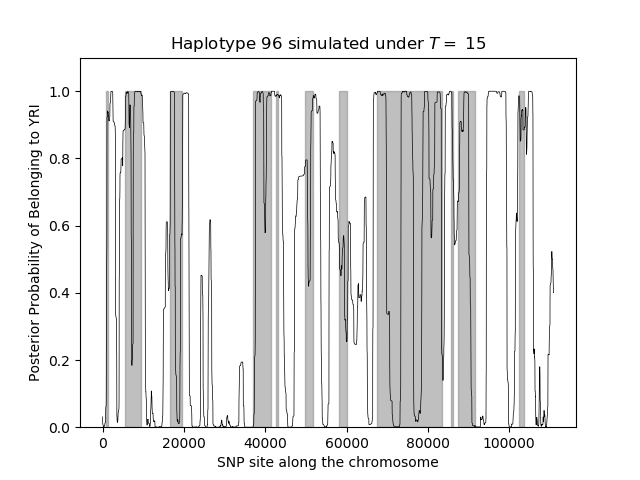 Haplotype 96 simulated under T = 15
Posterior Probability of Belonging to YRI
1.0
0.8
0.6
0.4
0.2
0.0
0 20000 40000 60000 80000 100000
SNP site along the chromosome